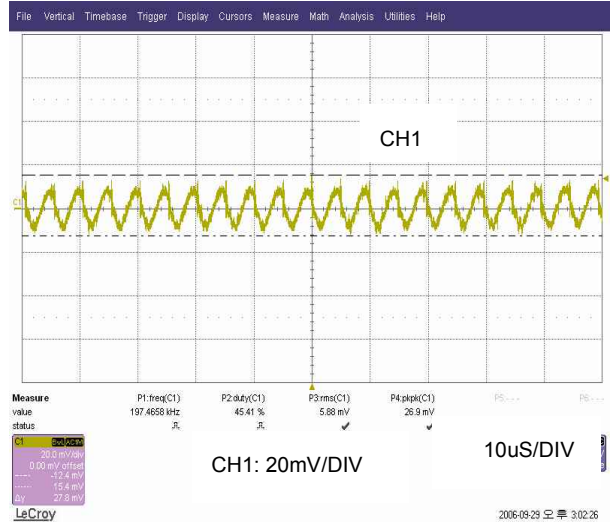 File Vertical Timebase Trigger Display Cursors Measure Math Analysis Utilities Help
CH1
C1
Measure P1:freq(C1) P2:duty(C1) P3:rms(C1) P4:pkpk(C1) P5:- - - P6:- - -
value 197.4658 kHz 45.41 % 5.88 mV 26.9 mV
status
C1 BwL AC1M
20.0 mV/div
0.00 mV offset
-12.4 mV
15.4 mV
Δy 27.8 mV
CH1: 20mV/DIV
10uS/DIV
LeCroy
2006-09-29 오후 3:02:26